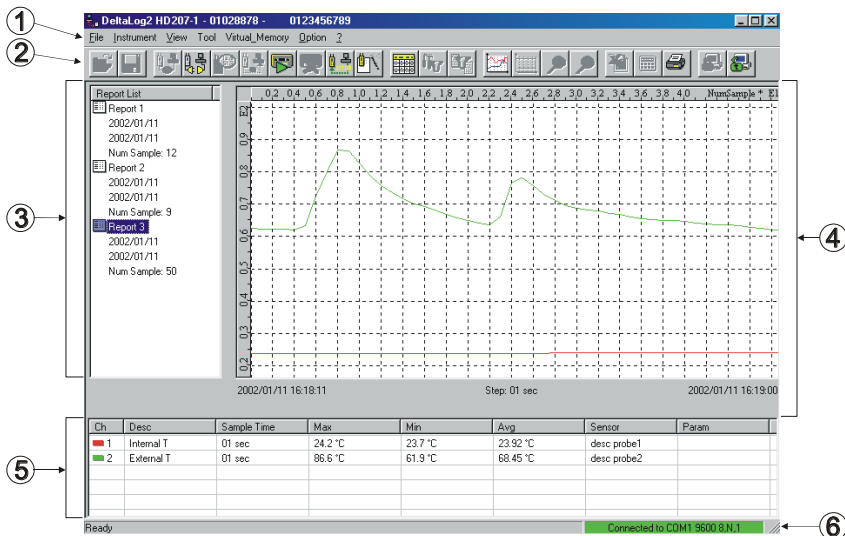 DeltaLog2 HD207-1 - 01028878 - 0123456789
1
File Instrument View Tool Virtual_Memory Option ?
2
Report List
Report 1
2002/01/11
2002/01/11
Num Sample: 12
Report 2
2002/01/11
2002/01/11
Num Sample: 9
Report 3
2002/01/11
2002/01/11
Num Sample: 50
3
0,2 0,4 0,6 0,8 1,0 1,2 1,4 1,6 1,8 2,0 2,2 2,4 2,6 2,8 3,0 3,2 3,4 3,6 3,8 4,0 NumSample * E1
E2
0,9
0,8
0,7
0,6
0,5
0,4
0,3
0,2
4
2002/01/11 16:18:11 Step: 01 sec 2002/01/11 16:19:00
Ch Desc Sample Time Max Min Avg Sensor Param
1 Internal T 01 sec 24.2 °C 23.7 °C 23.92 °C desc probe1
2 External T 01 sec 86.6 °C 61.9 °C 68.45 °C desc probe2
5
Ready Connected to COM1 9600 8,N,1
6